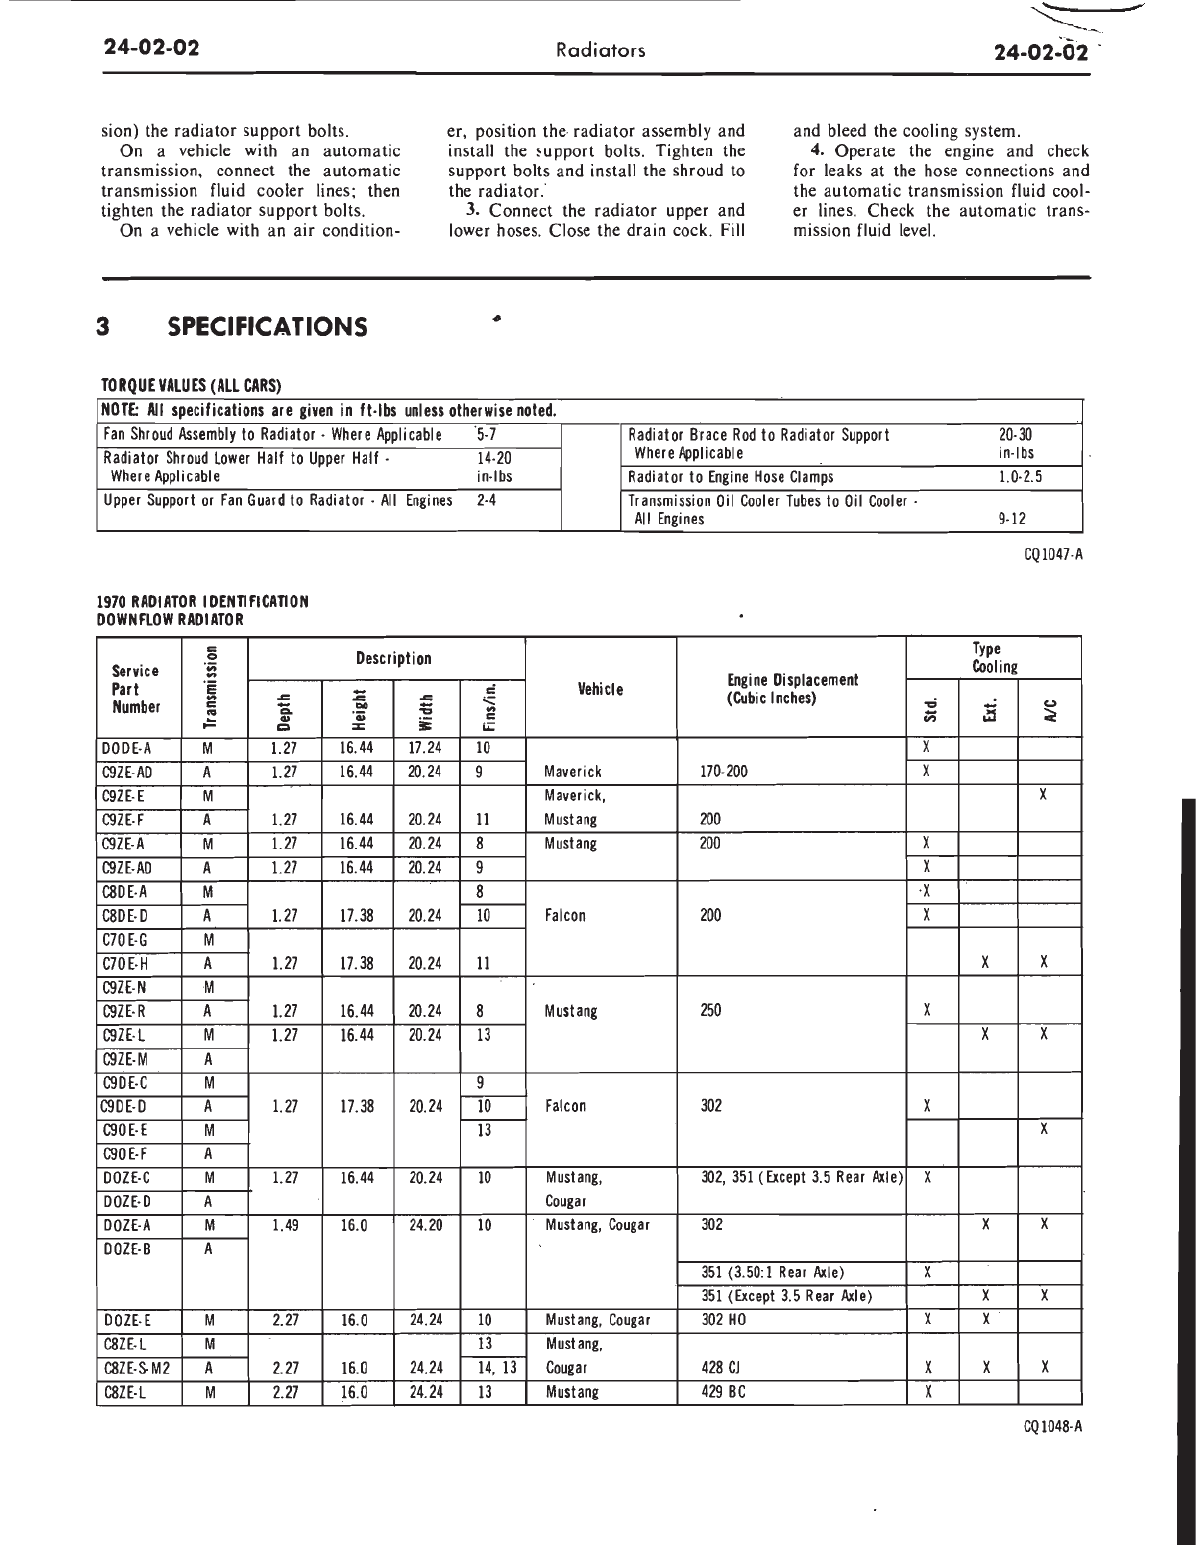 24-02-02 Radiators 24-02-02
sion) the radiator support bolts.
On a vehicle with an automatic
transmission, connect the automatic
transmission fluid cooler lines; then
tighten the radiator support bolts.
On a vehicle with an air condition-
er, position the radiator assembly and
install the support bolts. Tighten the
support bolts and install the shroud to
the radiator.
3. Connect the radiator upper and
lower hoses. Close the drain cock. Fill
and bleed the cooling system.
4. Operate the engine and check
for leaks at the hose connections and
the automatic transmission fluid cool-
er lines. Check the automatic trans-
mission fluid level.
3 SPECIFICATIONS
TORQUE VALUES (ALL CARS)
NOTE: All specifications are given in ft-lbs unless otherwise noted.
Fan Shroud Assembly to Radiator - Where Applicable 5-7
Radiator Shroud Lower Half to Upper Half - 14-20
Where Applicable in-lbs
Upper Support or Fan Guard to Radiator - All Engines 2-4
Radiator Brace Rod to Radiator Support 20-30
Where Applicable in-lbs
Radiator to Engine Hose Clamps 1.0-2.5
Transmission Oil Cooler Tubes to Oil Cooler -
All Engines 9-12
CQ1047-A
1970 RADIATOR IDENTIFICATION
DOWNFLOW RADIATOR
Service
Part
Number
Transmission
Description
Depth
Height
Width
Fins/in.
Vehicle
Engine Displacement
(Cubic Inches)
Type
Cooling
Std.
Ext.
A/C
DODE-A M 1.27 16.44 17.24 10 X
C9ZE-AD A 1.27 16.44 20.24 9 Maverick 170-200 X
C9ZE-E M Maverick, X
C9ZE-F A 1.27 16.44 20.24 11 Mustang 200
C9ZE-A M 1.27 16.44 20.24 8 Mustang 200 X
C9ZE-AD A 1.27 16.44 20.24 9 X
C8DE-A M 8 X
C8DE-D A 1.27 17.38 20.24 10 Falcon 200 X
C7OE-G M
C7OE-H A 1.27 17.38 20.24 11 X X
C9ZE-N M
C9ZE-R A 1.27 16.44 20.24 8 Mustang 250 X
C9ZE-L M 1.27 16.44 20.24 13 X X
C9ZE-M A
C9DE-C M 9
C9DE-D A 1.27 17.38 20.24 10 Falcon 302 X
C9OE-E M 13 X
C9OE-F A
DOZE-C M 1.27 16.44 20.24 10 Mustang, 302, 351 (Except 3.5 Rear Axle) X
DOZE-D A Cougar
DOZE-A M 1.49 16.0 24.20 10 Mustang, Cougar 302 X X
DOZE-B A
351 (3.50:1 Rear Axle) X
351 (Except 3.5 Rear Axle) X X
DOZE-E M 2.27 16.0 24.24 10 Mustang, Cougar 302 HO X X
C8ZE-L M 13 Mustang,
C8ZE-S-M2 A 2.27 16.0 24.24 14, 13 Cougar 428 CJ X X X
C8ZE-L M 2.27 16.0 24.24 13 Mustang 429 BC X
CQ1048-A